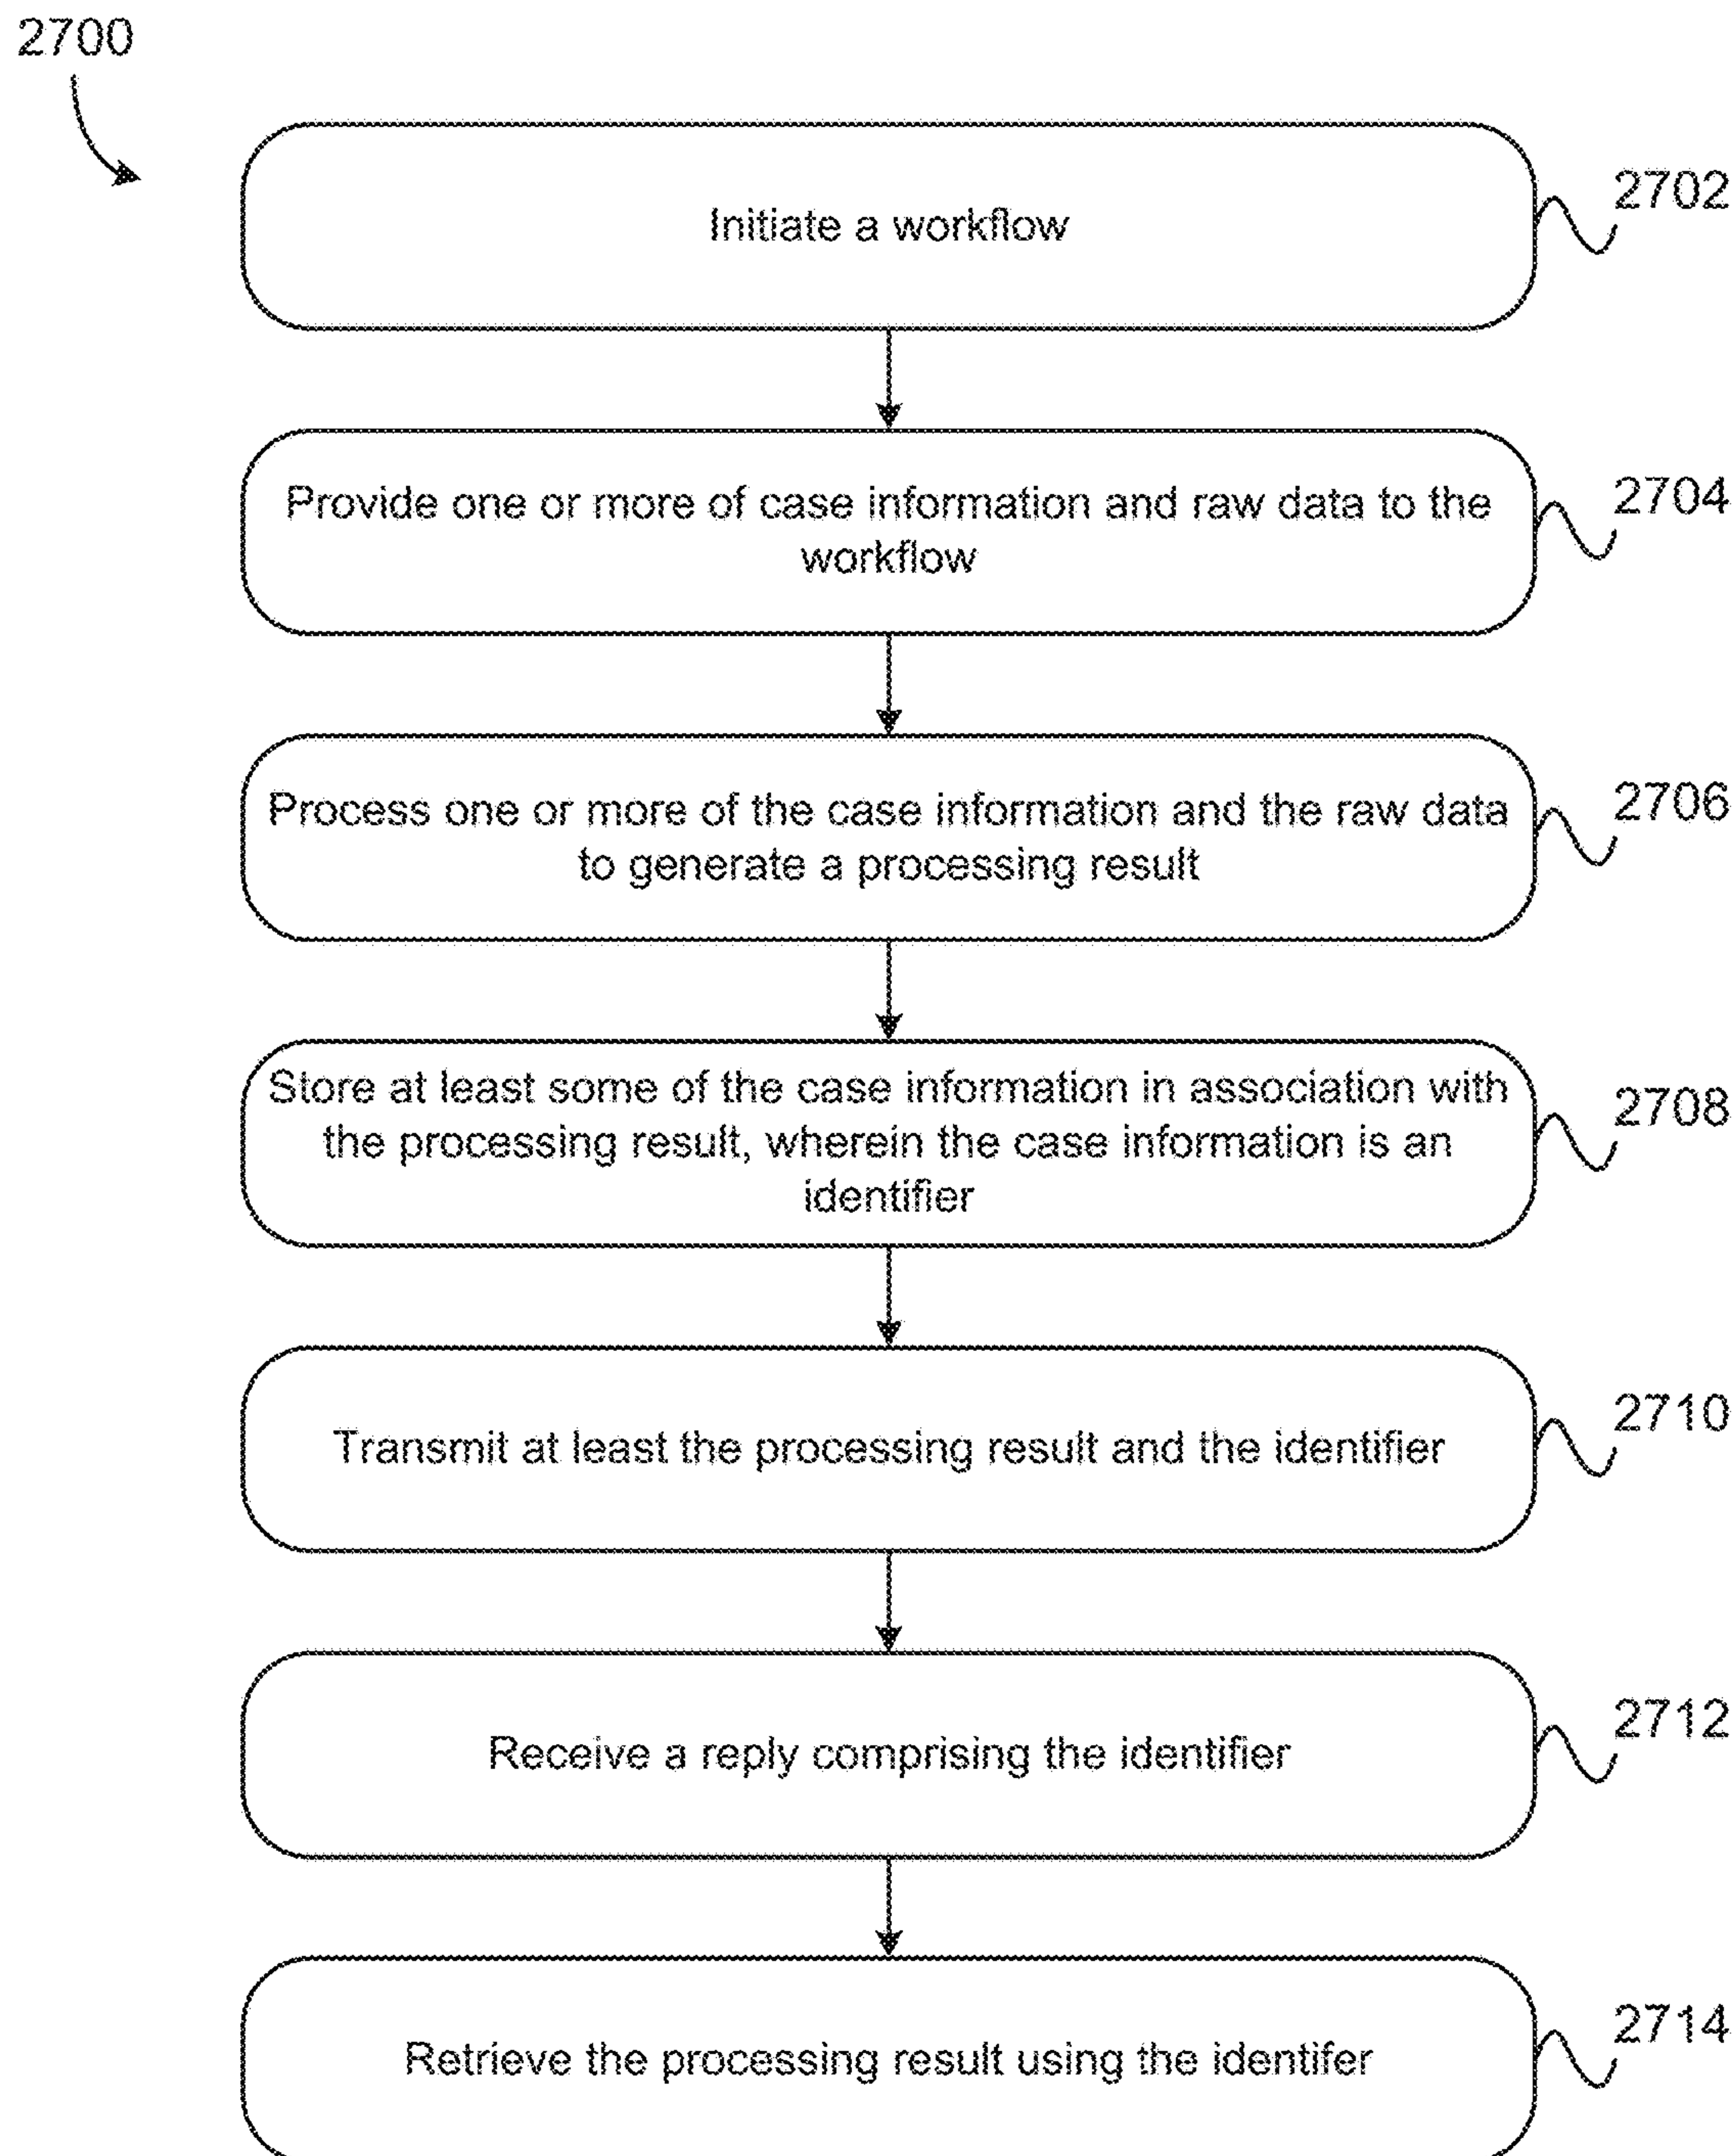 2700
Initiate a workflow
2702
Provide one or more of case information and raw data to the
workflow
2704
Process one or more of the case information and the raw data
to generate a processing result
2706
Store at least some of the case information in association with
the processing result, wherein the case information is an
identifier
2708
Transmit at least the processing result and the identifier
2710
Receive a reply comprising the identifier
2712
Retrieve the processing result using the identifer
2714